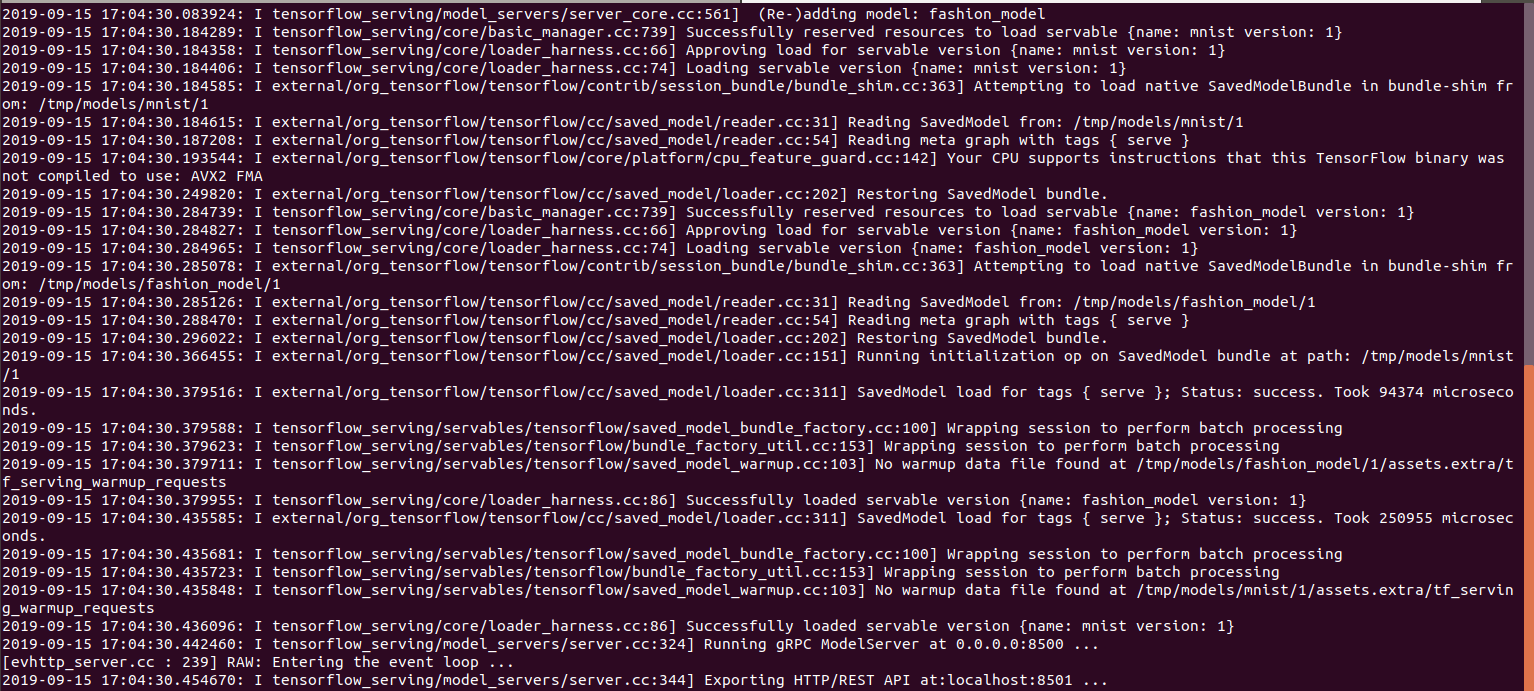 2019-09-15 17:04:30.083924: I tensorflow_serving/model_servers/server_core.cc:561]  (Re-)adding model: fashion_model
2019-09-15 17:04:30.184289: I tensorflow_serving/core/basic_manager.cc:739] Successfully reserved resources to load servable {name: mnist version: 1}
2019-09-15 17:04:30.184358: I tensorflow_serving/core/loader_harness.cc:66] Approving load for servable version {name: mnist version: 1}
2019-09-15 17:04:30.184406: I tensorflow_serving/core/loader_harness.cc:74] Loading servable version {name: mnist version: 1}
2019-09-15 17:04:30.184585: I external/org_tensorflow/tensorflow/contrib/session_bundle/bundle_shim.cc:363] Attempting to load native SavedModelBundle in bundle-shim fr
om: /tmp/models/mnist/1
2019-09-15 17:04:30.184615: I external/org_tensorflow/tensorflow/cc/saved_model/reader.cc:31] Reading SavedModel from: /tmp/models/mnist/1
2019-09-15 17:04:30.187208: I external/org_tensorflow/tensorflow/cc/saved_model/reader.cc:54] Reading meta graph with tags { serve }
2019-09-15 17:04:30.193544: I external/org_tensorflow/tensorflow/core/platform/cpu_feature_guard.cc:142] Your CPU supports instructions that this TensorFlow binary was
not compiled to use: AVX2 FMA
2019-09-15 17:04:30.249820: I external/org_tensorflow/tensorflow/cc/saved_model/loader.cc:202] Restoring SavedModel bundle.
2019-09-15 17:04:30.284739: I tensorflow_serving/core/basic_manager.cc:739] Successfully reserved resources to load servable {name: fashion_model version: 1}
2019-09-15 17:04:30.284827: I tensorflow_serving/core/loader_harness.cc:66] Approving load for servable version {name: fashion_model version: 1}
2019-09-15 17:04:30.284965: I tensorflow_serving/core/loader_harness.cc:74] Loading servable version {name: fashion_model version: 1}
2019-09-15 17:04:30.285078: I external/org_tensorflow/tensorflow/contrib/session_bundle/bundle_shim.cc:363] Attempting to load native SavedModelBundle in bundle-shim fr
om: /tmp/models/fashion_model/1
2019-09-15 17:04:30.285126: I external/org_tensorflow/tensorflow/cc/saved_model/reader.cc:31] Reading SavedModel from: /tmp/models/fashion_model/1
2019-09-15 17:04:30.288470: I external/org_tensorflow/tensorflow/cc/saved_model/reader.cc:54] Reading meta graph with tags { serve }
2019-09-15 17:04:30.296022: I external/org_tensorflow/tensorflow/cc/saved_model/loader.cc:202] Restoring SavedModel bundle.
2019-09-15 17:04:30.366455: I external/org_tensorflow/tensorflow/cc/saved_model/loader.cc:151] Running initialization op on SavedModel bundle at path: /tmp/models/mnist
/1
2019-09-15 17:04:30.379516: I external/org_tensorflow/tensorflow/cc/saved_model/loader.cc:311] SavedModel load for tags { serve }; Status: success. Took 94374 microseco
nds.
2019-09-15 17:04:30.379588: I tensorflow_serving/servables/tensorflow/saved_model_bundle_factory.cc:100] Wrapping session to perform batch processing
2019-09-15 17:04:30.379623: I tensorflow_serving/servables/tensorflow/bundle_factory_util.cc:153] Wrapping session to perform batch processing
2019-09-15 17:04:30.379711: I tensorflow_serving/servables/tensorflow/saved_model_warmup.cc:103] No warmup data file found at /tmp/models/fashion_model/1/assets.extra/t
f_serving_warmup_requests
2019-09-15 17:04:30.379955: I tensorflow_serving/core/loader_harness.cc:86] Successfully loaded servable version {name: fashion_model version: 1}
2019-09-15 17:04:30.435585: I external/org_tensorflow/tensorflow/cc/saved_model/loader.cc:311] SavedModel load for tags { serve }; Status: success. Took 250955 microsec
onds.
2019-09-15 17:04:30.435681: I tensorflow_serving/servables/tensorflow/saved_model_bundle_factory.cc:100] Wrapping session to perform batch processing
2019-09-15 17:04:30.435723: I tensorflow_serving/servables/tensorflow/bundle_factory_util.cc:153] Wrapping session to perform batch processing
2019-09-15 17:04:30.435848: I tensorflow_serving/servables/tensorflow/saved_model_warmup.cc:103] No warmup data file found at /tmp/models/mnist/1/assets.extra/tf_servin
g_warmup_requests
2019-09-15 17:04:30.436096: I tensorflow_serving/core/loader_harness.cc:86] Successfully loaded servable version {name: mnist version: 1}
2019-09-15 17:04:30.442460: I tensorflow_serving/model_servers/server.cc:324] Running gRPC ModelServer at 0.0.0.0:8500 ...
[evhttp_server.cc : 239] RAW: Entering the event loop ...
2019-09-15 17:04:30.454670: I tensorflow_serving/model_servers/server.cc:344] Exporting HTTP/REST API at:localhost:8501 ...